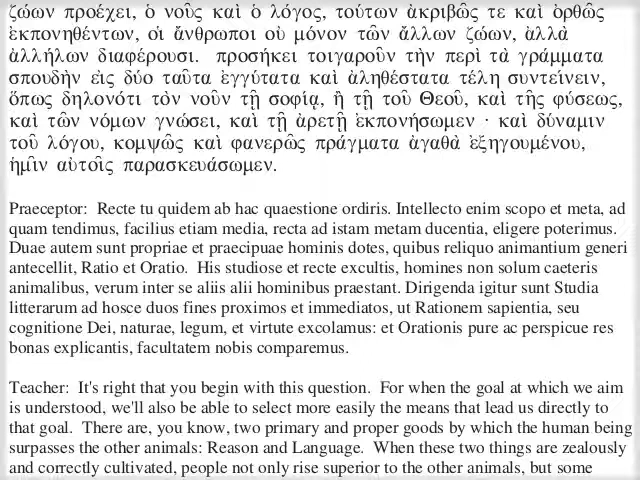 ζώων προέχει, ὁ νοῦς καὶ ὁ λόγος, τούτων ἀκριβῶς τε καὶ ὀρθῶς
ἐκπονηθέντων, οἱ ἄνθρωποι οὐ μόνον τῶν ἄλλων ζώων, ἀλλὰ
ἀλλήλων διαφέρουσι. προσήκει τοιγαροῦν τὴν περὶ τὰ γράμματα
σπουδὴν εἰς δύο ταῦτα ἐγγύτατα καὶ ἀληθέστατα τέλη συντείνειν,
ὅπως δηλονότι τὸν νοῦν τῇ σοφίᾳ, ἢ τῇ τοῦ Θεοῦ, καὶ τῆς φύσεως,
καὶ τῶν νόμων γνώσει, καὶ τῇ ἀρετῇ ἐκπονήσωμεν · καὶ δύναμιν
τοῦ λόγου, κομψῶς καὶ φανερῶς πράγματα ἀγαθὰ ἐξηγουμένου,
ἡμῖν αὐτοῖς παρασκευάσωμεν.
Praeceptor: Recte tu quidem ab hac quaestione ordiris. Intellecto enim scopo et meta, ad
quam tendimus, facilius etiam media, recta ad istam metam ducentia, eligere poterimus.
Duae autem sunt propriae et praecipuae hominis dotes, quibus reliquo animantium generi
antecellit, Ratio et Oratio. His studiose et recte excultis, homines non solum caeteris
animalibus, verum inter se aliis alii hominibus praestant. Dirigenda igitur sunt Studia
litterarum ad hosce duos fines proximos et immediatos, ut Rationem sapientia, seu
cognitione Dei, naturae, legum, et virtute excolamus: et Orationis pure ac perspicue res
bonas explicantis, facultatem nobis comparemus.
Teacher: It's right that you begin with this question. For when the goal at which we aim
is understood, we'll also be able to select more easily the means that lead us directly to
that goal. There are, you know, two primary and proper goods by which the human being
surpasses the other animals: Reason and Language. When these two things are zealously
and correctly cultivated, people not only rise superior to the other animals, but some